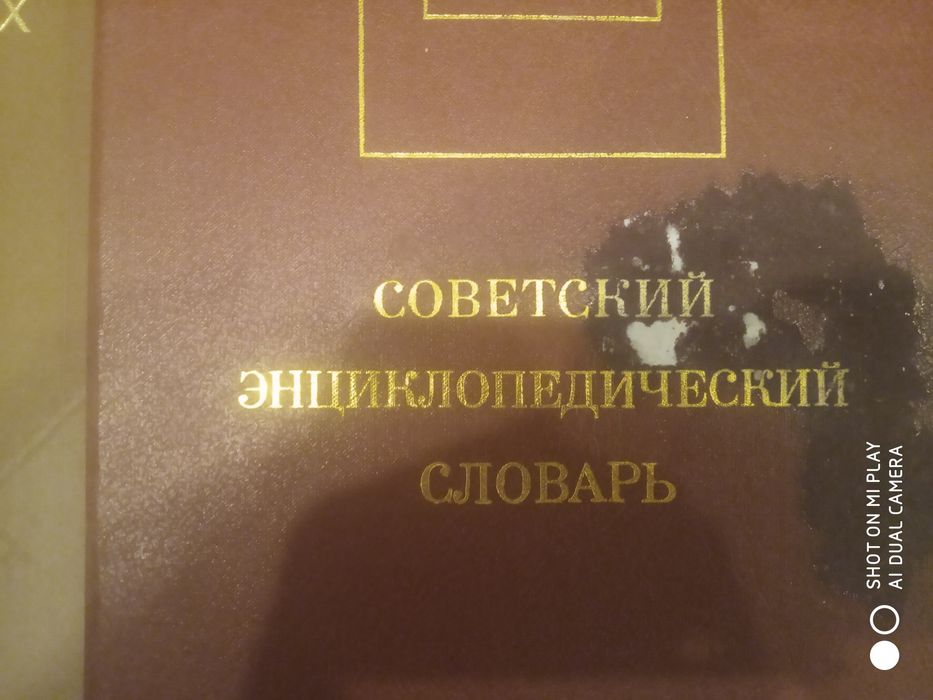 Х
СОВЕТСКИЙ
ЭНЦИКЛОПЕДИЧЕСКИЙ
СЛОВАРЬ
SHOT ON MI PLAY
AI DUAL CAMERA